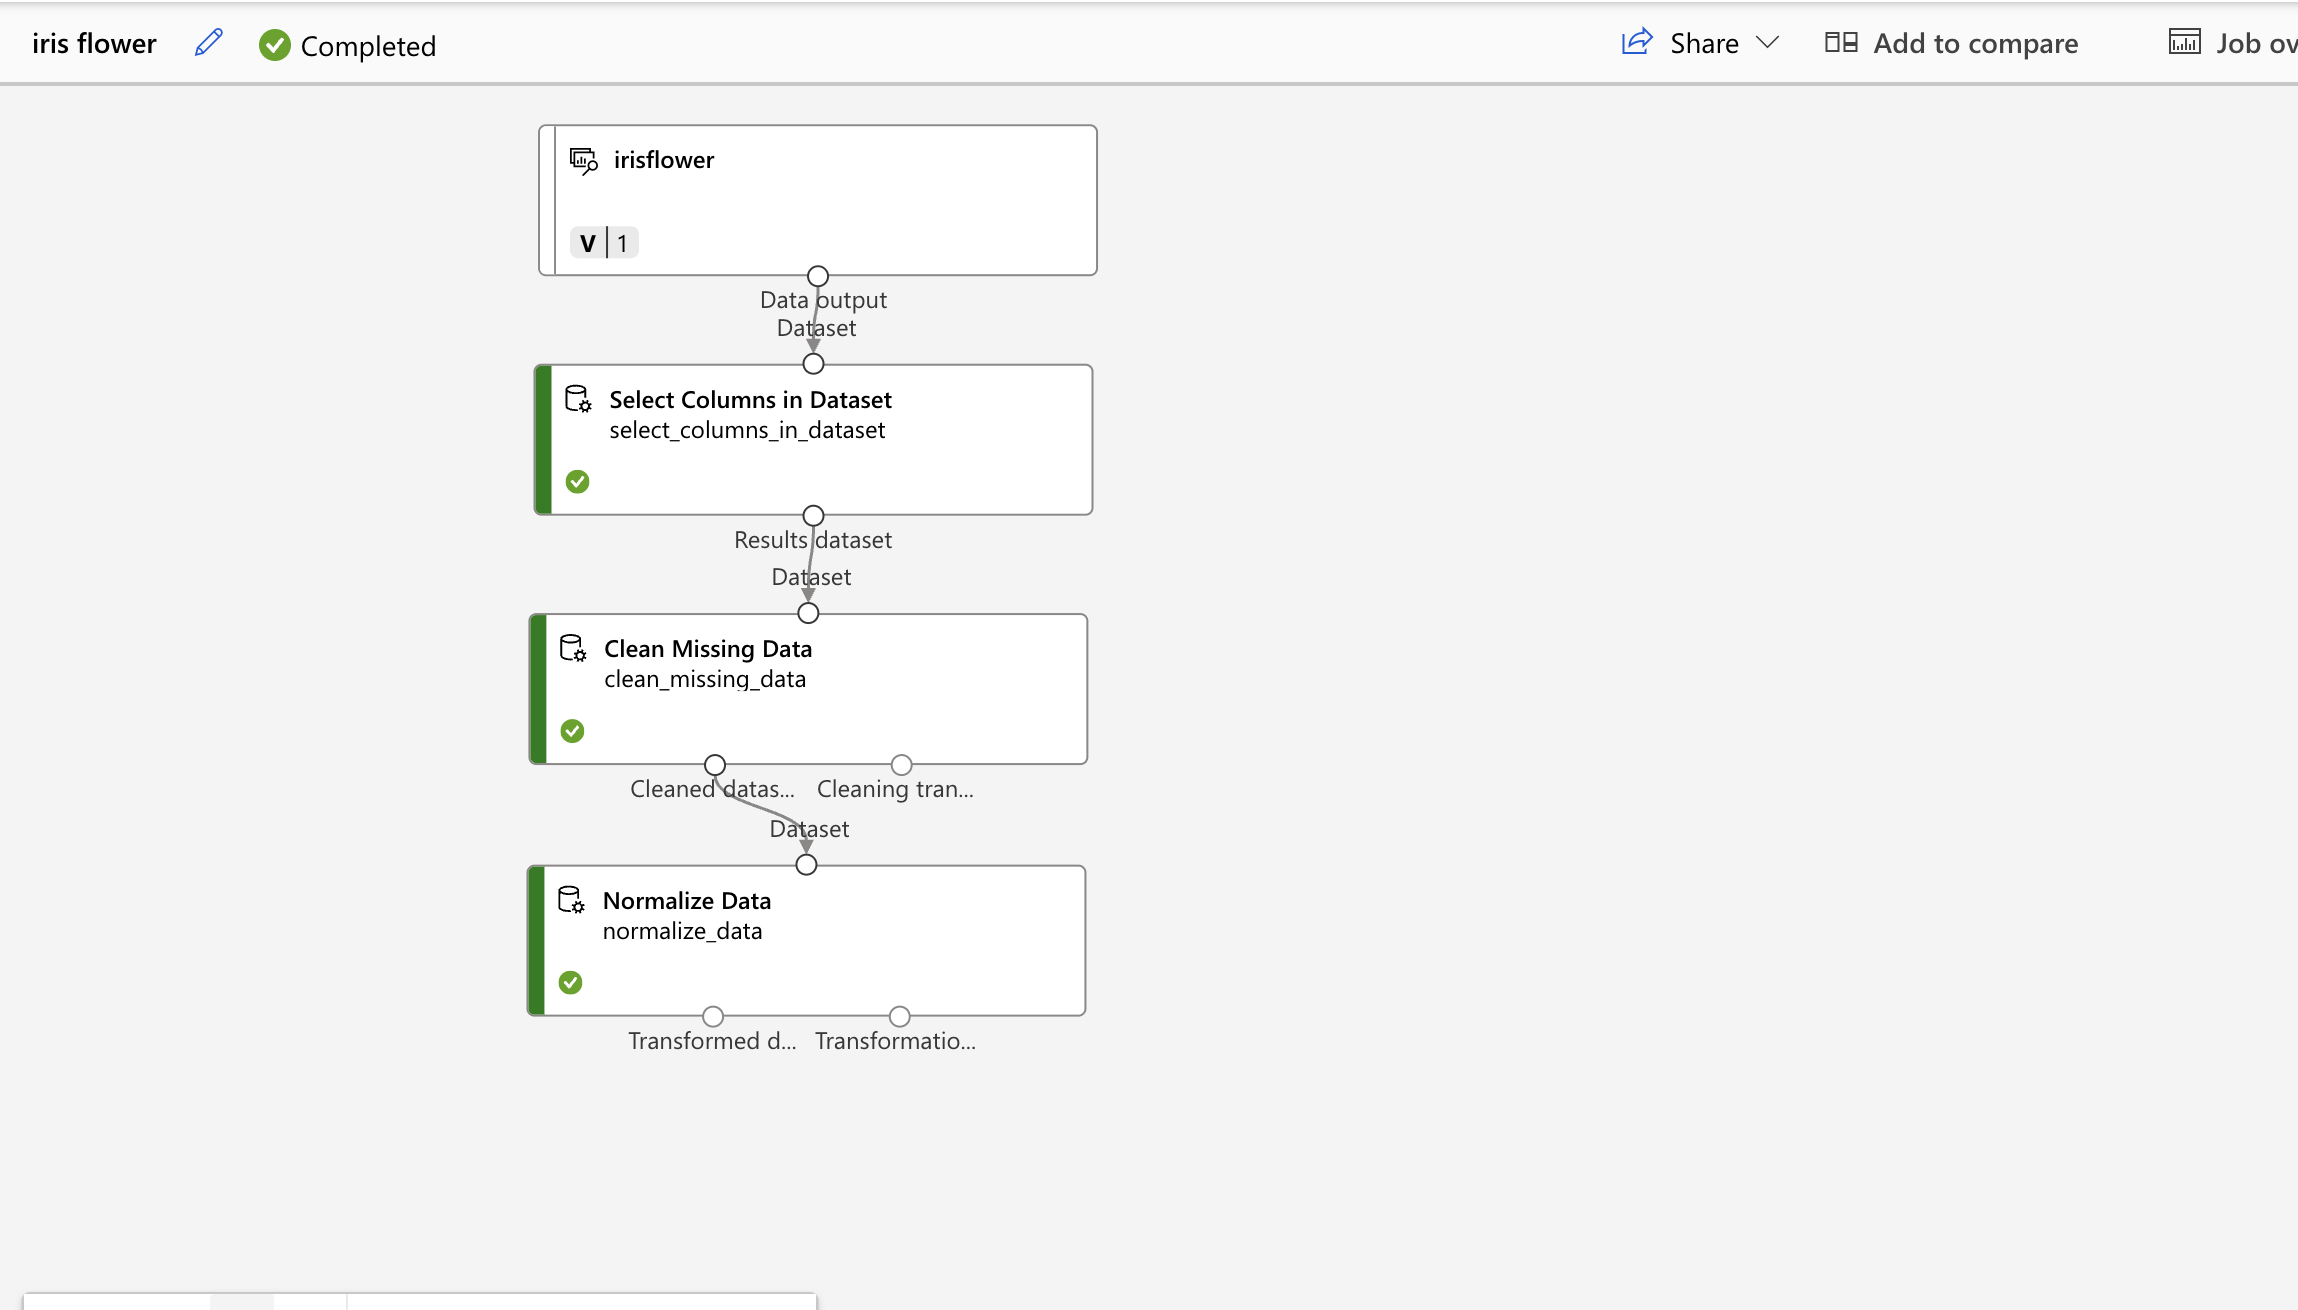 iris flower
Completed
Share
Add to compare
Job ov
irisflower
V | 1
Data output
Dataset
Select Columns in Dataset
select_columns_in_dataset
Results dataset
Dataset
Clean Missing Data
clean_missing_data
Cleaned datas...
Cleaning tran...
Dataset
Normalize Data
normalize_data
Transformed d...
Transformatio...